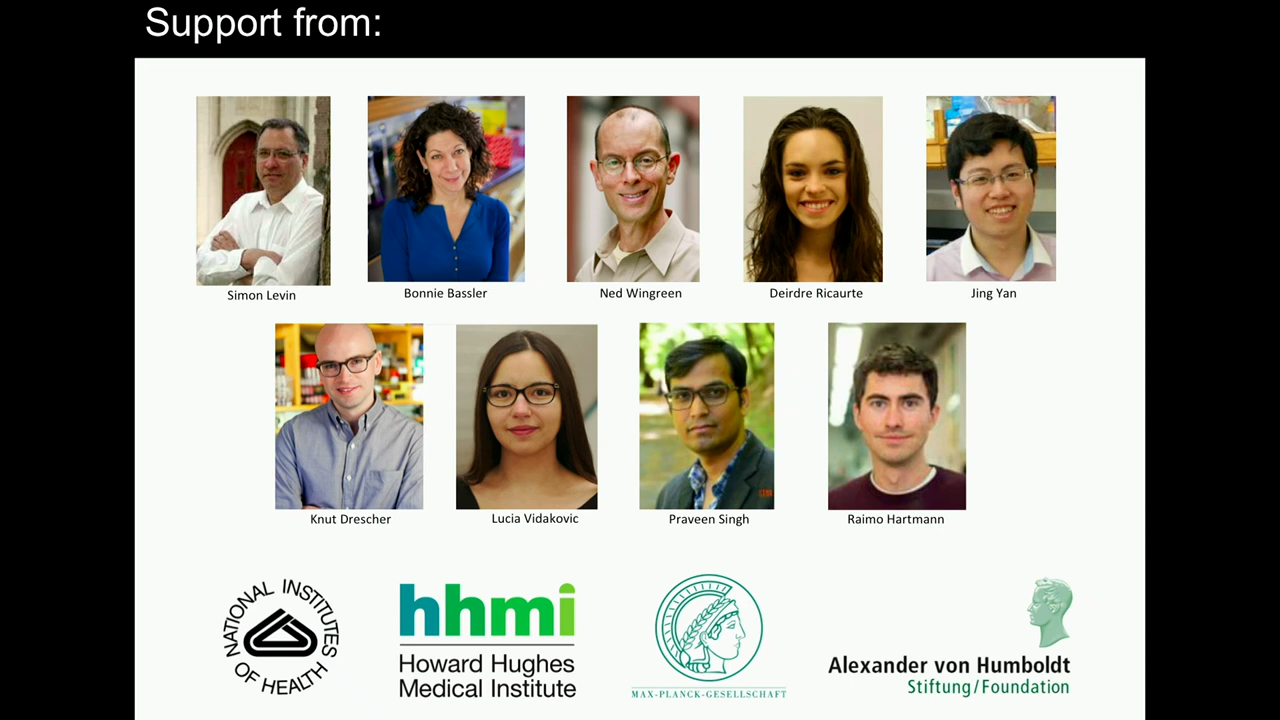 Support from:
Simon Levin
Bonnie Bassler
Ned Wingreen
Deirdre Ricaurte
Jing Yan
Knut Drescher
Lucia Vidakovic
Praveen Singh
Raimo Hartmann
NATIONAL INSTITUTES
OF HEALTH
hhmi
Howard Hughes
Medical Institute
MAX-PLANCK-GESELLSCHAFT
Alexander von Humboldt
Stiftung/Foundation